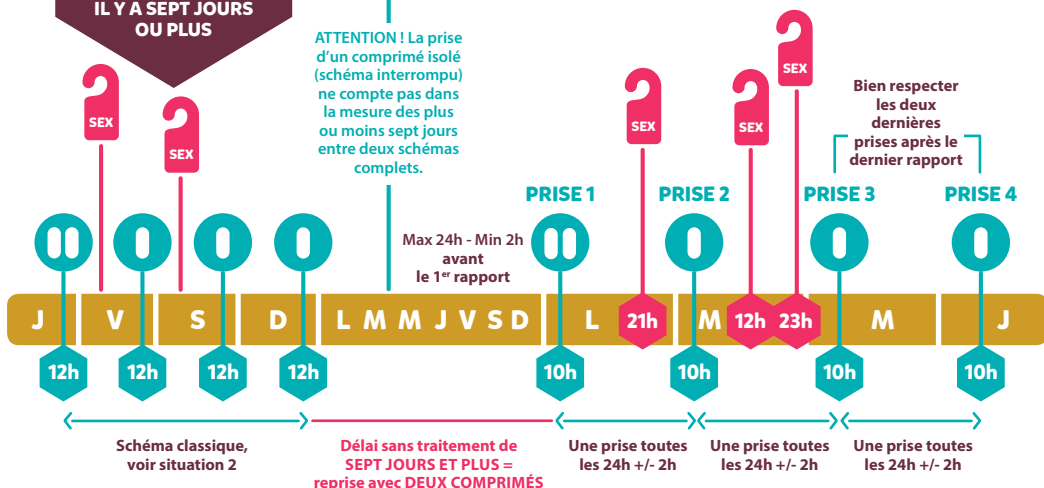 IL Y A SEPT JOURS
OU PLUS
ATTENTION ! La prise
d'un comprimé isolé
(schéma interrompu)
ne compte pas dans
la mesure des plus
ou moins sept jours
entre deux schémas
complets.
SEX
SEX
SEX
SEX
SEX
Bien respecter
les deux
dernières
prises après le
dernier rapport
PRISE 1
PRISE 2
PRISE 3
PRISE 4
Max 24h - Min 2h
avant
le 1er rapport
J V S D L M M J V S D L 21h M 12h 23h M J
12h 12h 12h 12h 10h 10h 10h 10h
Schéma classique,
voir situation 2
Délai sans traitement de
SEPT JOURS ET PLUS =
reprise avec DEUX COMPRIMÉS
Une prise toutes
les 24h +/- 2h
Une prise toutes
les 24h +/- 2h
Une prise toutes
les 24h +/- 2h